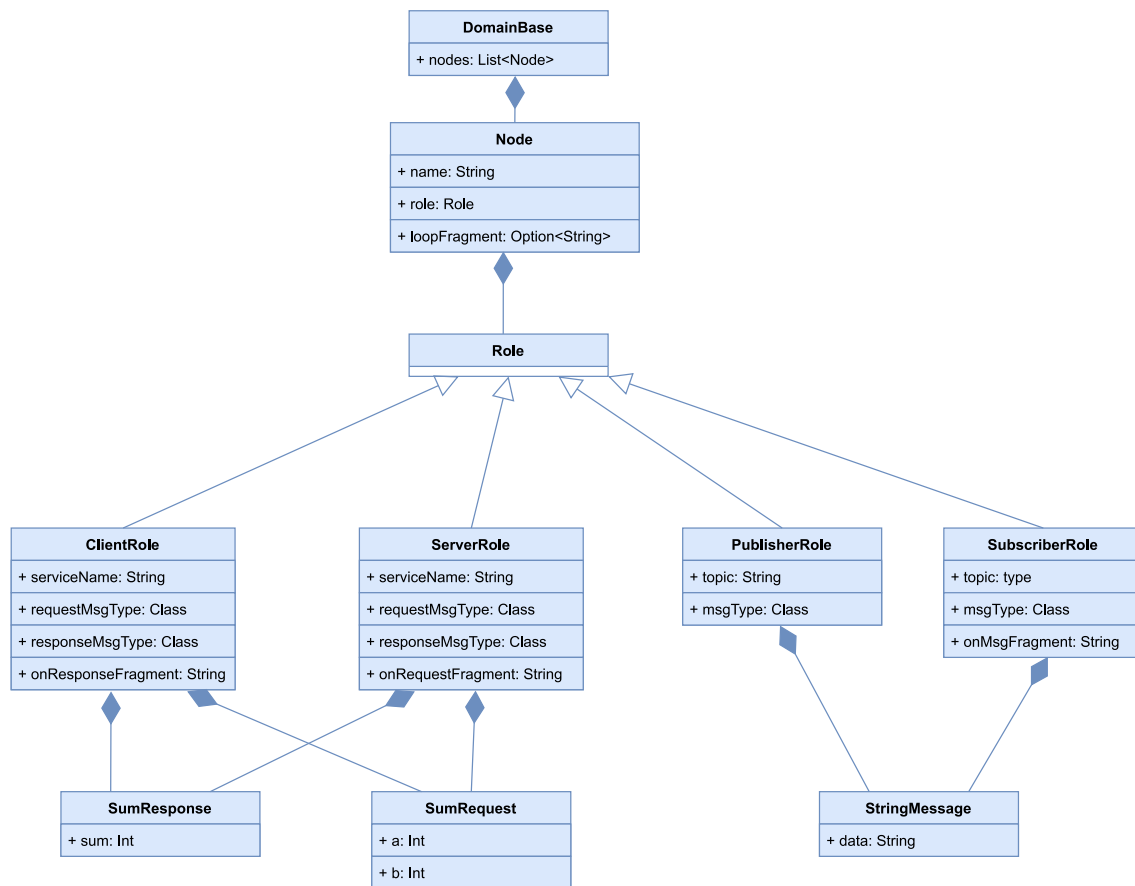 DomainBase
+ nodes: List<Node>
Node
+ name: String
+ role: Role
+ loopFragment: Option<String>
Role
ClientRole
+ serviceName: String
+ requestMsgType: Class
+ responseMsgType: Class
+ onResponseFragment: String
ServerRole
+ serviceName: String
+ requestMsgType: Class
+ responseMsgType: Class
+ onRequestFragment: String
PublisherRole
+ topic: String
+ msgType: Class
SubscriberRole
+ topic: type
+ msgType: Class
+ onMsgFragment: String
SumResponse
+ sum: Int
SumRequest
+ a: Int
+ b: Int
StringMessage
+ data: String